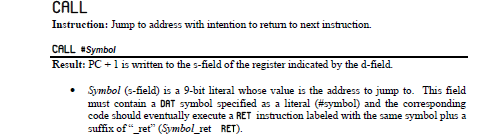 CALL
Instruction: Jump to address with intention to return to next instruction.
CALL #Symbol
Result: PC + 1 is written to the s-field of the register indicated by the d-field.
• Symbol (s-field) is a 9-bit literal whose value is the address to jump to. This field
must contain a DAT symbol specified as a literal (#symbol) and the corresponding
code should eventually execute a RET instruction labeled with the same symbol plus a
suffix of “_ret” (Symbol_ret RET).